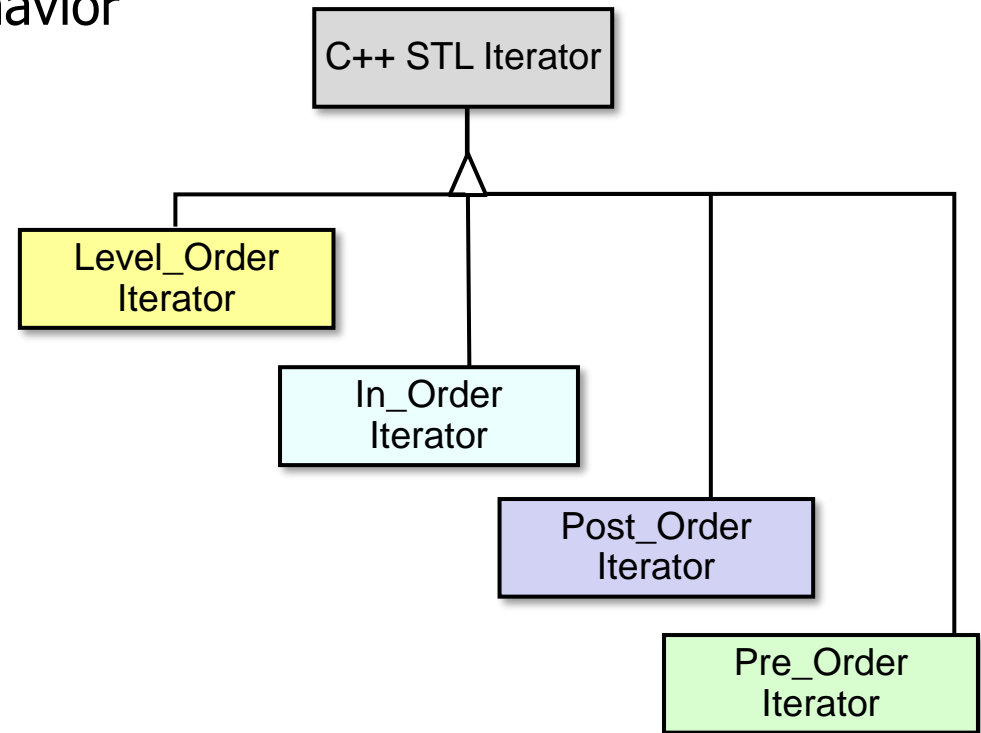 C++ STL Iterator
Level_Order
Iterator
In_Order
Iterator
Post_Order
Iterator
Pre_Order
Iterator